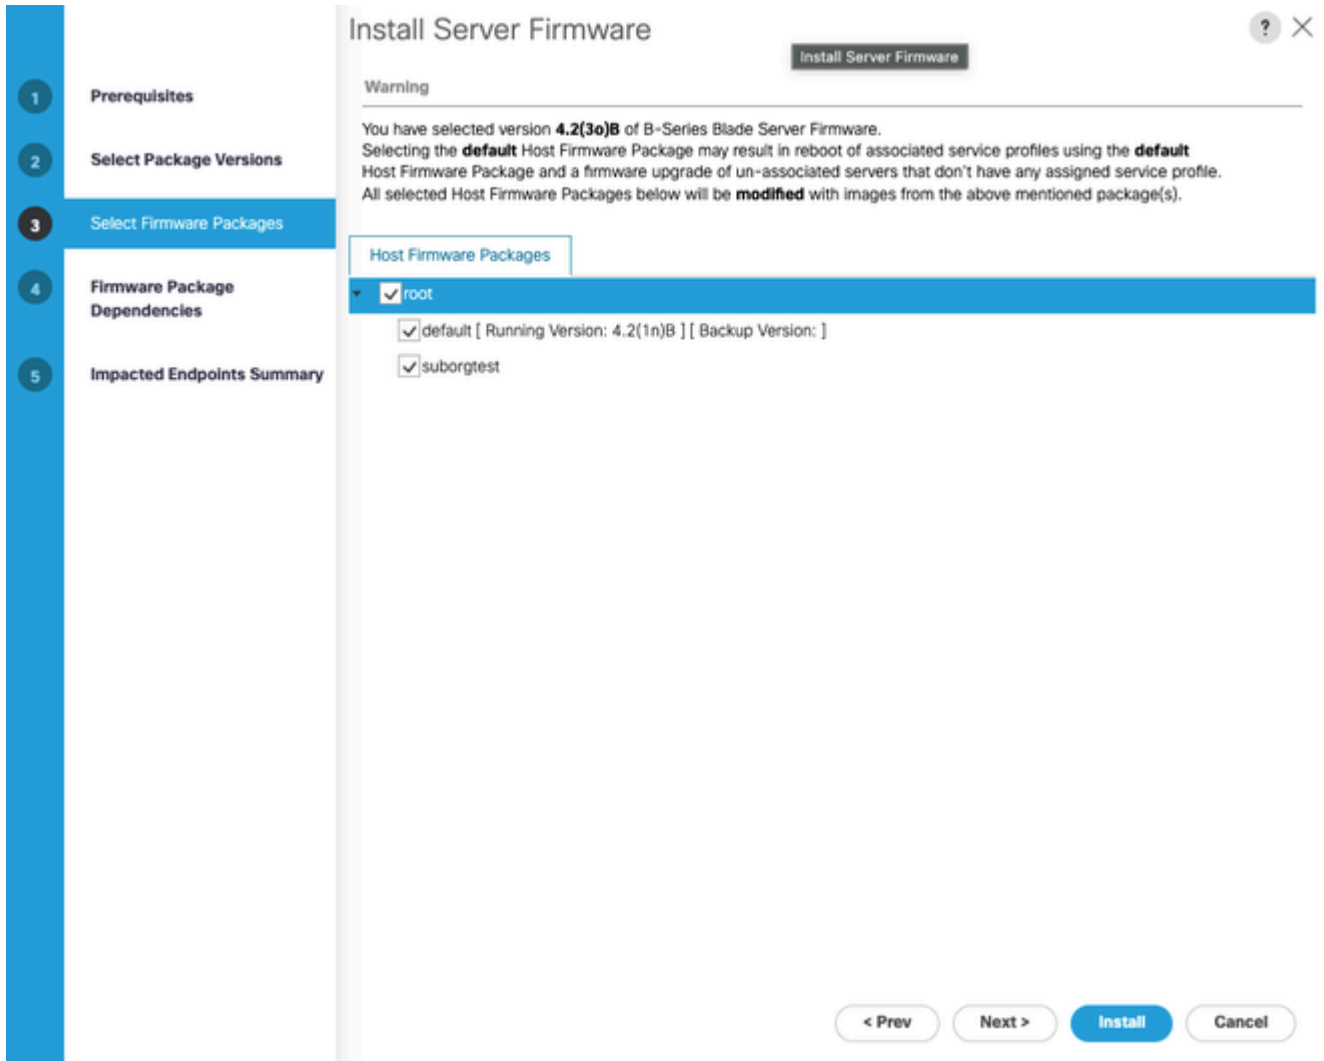 Install Server Firmware
?
Install Server Firmware
1 Prerequisites
2 Select Package Versions
3 Select Firmware Packages
4 Firmware Package
Dependencies
5 Impacted Endpoints Summary
Warning
You have selected version 4.2(3o)B of B-Series Blade Server Firmware.
Selecting the default Host Firmware Package may result in reboot of associated service profiles using the default
Host Firmware Package and a firmware upgrade of un-associated servers that don't have any assigned service profile.
All selected Host Firmware Packages below will be modified with images from the above mentioned package(s).
Host Firmware Packages
root
default [ Running Version: 4.2(1n)B ] [ Backup Version: ]
suborgtest
< Prev
Next >
Install
Cancel